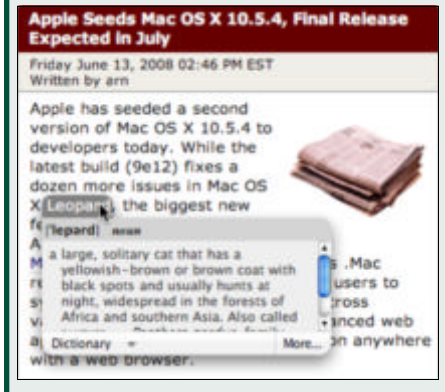 Apple Seeds Mac OS X 10.5.4, Final Release
Expected in July
Friday June 13, 2008 02:46 PM EST
Written by arn
Apple has seeded a second
version of Mac OS X 10.5.4 to
developers today. While the
latest build (9e12) fixes a
dozen more issues in Mac OS
X Leopard, the biggest new
|ˈlepard| noun
a large, solitary cat that has a
yellowish-brown or brown coat with
black spots and usually hunts at
night, widespread in the forests of
Africa and southern Asia. Also called
.Mac
users to
web
on anywhere
Dictionary More...
with a web browser.